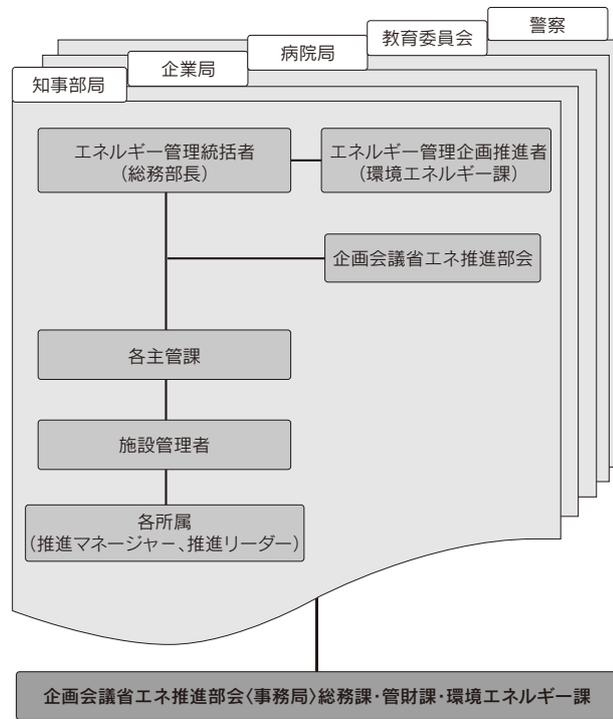 警察
教育委員会
病院局
企業局
知事部局
エネルギー管理統括者
(総務部長)
エネルギー管理企画推進者
(環境エネルギー課)
企画会議省エネ推進部会
各主管課
施設管理者
各所属
(推進マネージャー、推進リーダー)
企画会議省エネ推進部会〈事務局〉総務課・管財課・環境エネルギー課